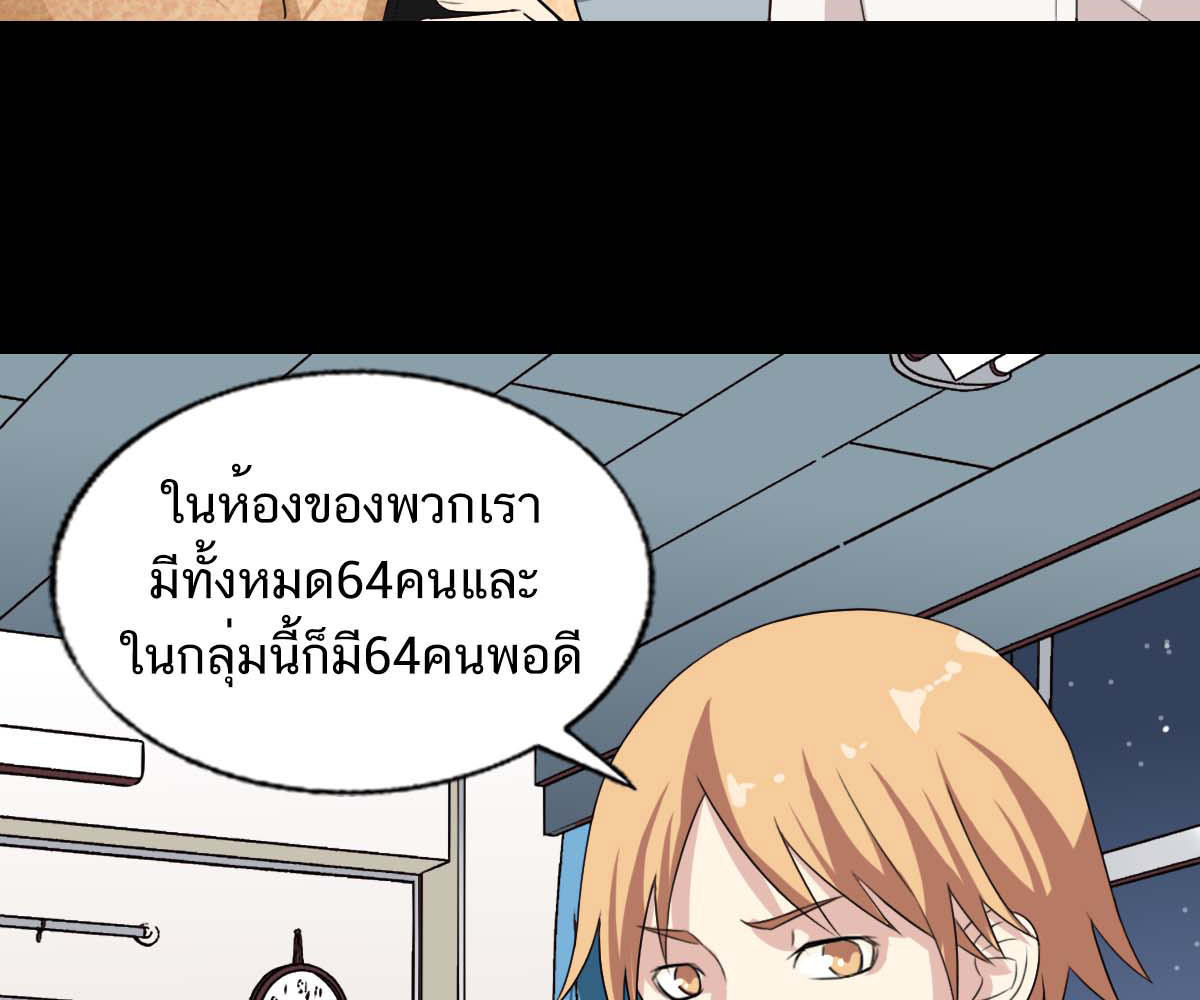 ในห้องของพวกเรา
มีทั้งหมด64คนและ
ในกลุ่มนี้ก็มี64คนพอดี